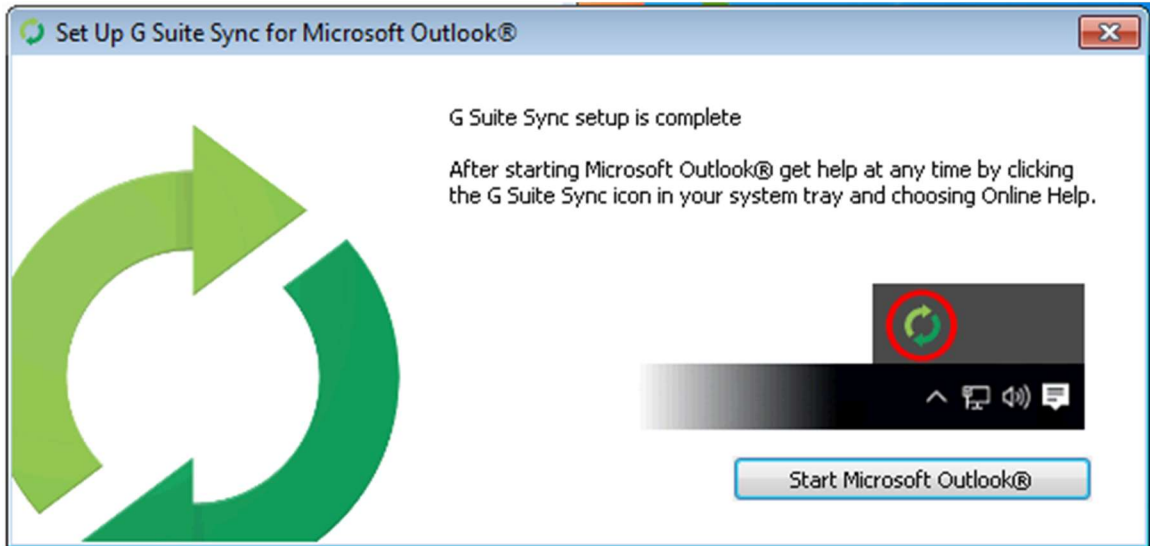 Set Up G Suite Sync for Microsoft Outlook®
G Suite Sync setup is complete
After starting Microsoft Outlook® get help at any time by clicking
the G Suite Sync icon in your system tray and choosing Online Help.
Start Microsoft Outlook®